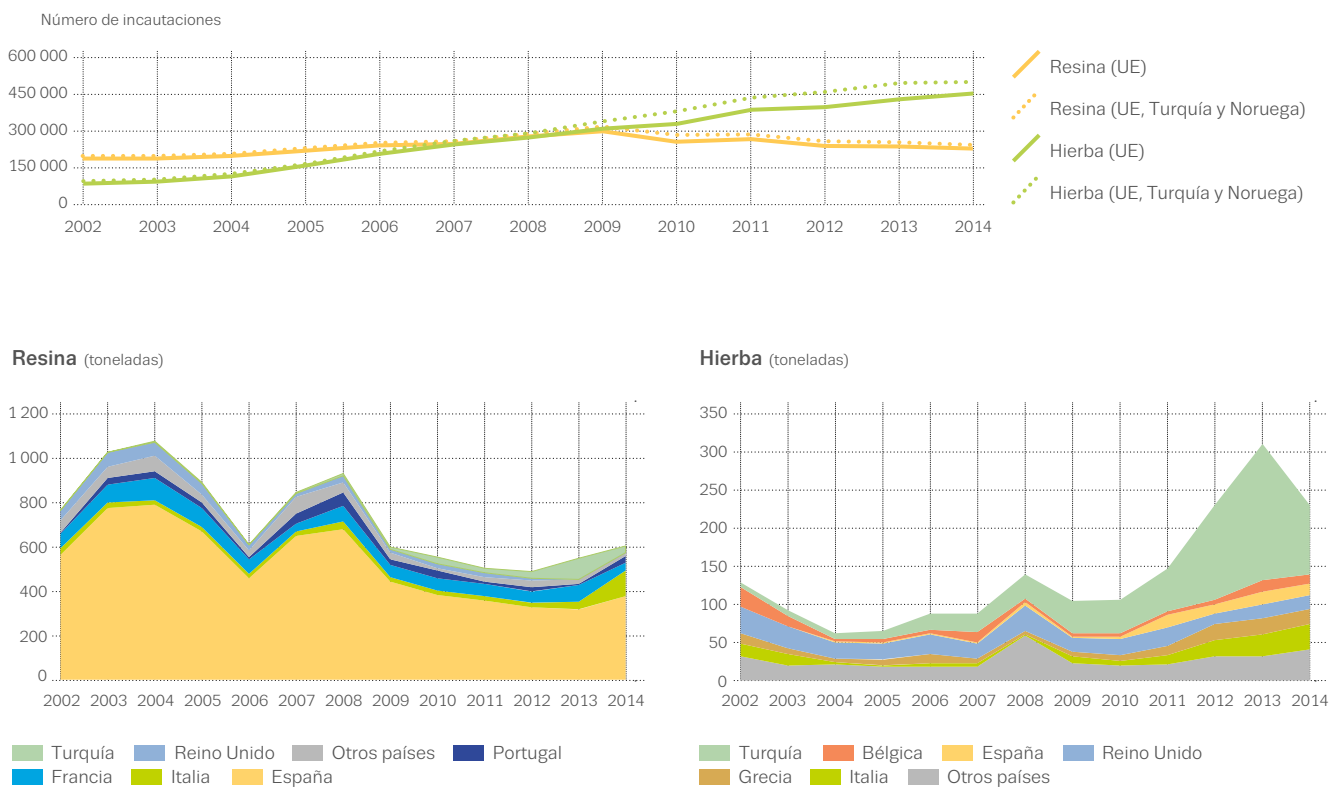 Número de incautaciones
600 000
450 000
300 000
150 000
0
2002 2003 2004 2005 2006 2007 2008 2009 2010 2011 2012 2013 2014
Resina (UE)
Resina (UE, Turquía y Noruega)
Hierba (UE)
Hierba (UE, Turquía y Noruega)
Resina (toneladas)
1 200
1 000
800
600
400
200
0
2002 2003 2004 2005 2006 2007 2008 2009 2010 2011 2012 2013 2014
Turquía Reino Unido Otros países Portugal
Francia Italia España
Hierba (toneladas)
350
300
250
200
150
100
50
0
2002 2003 2004 2005 2006 2007 2008 2009 2010 2011 2012 2013 2014
Turquía Bélgica España Reino Unido
Grecia Italia Otros países